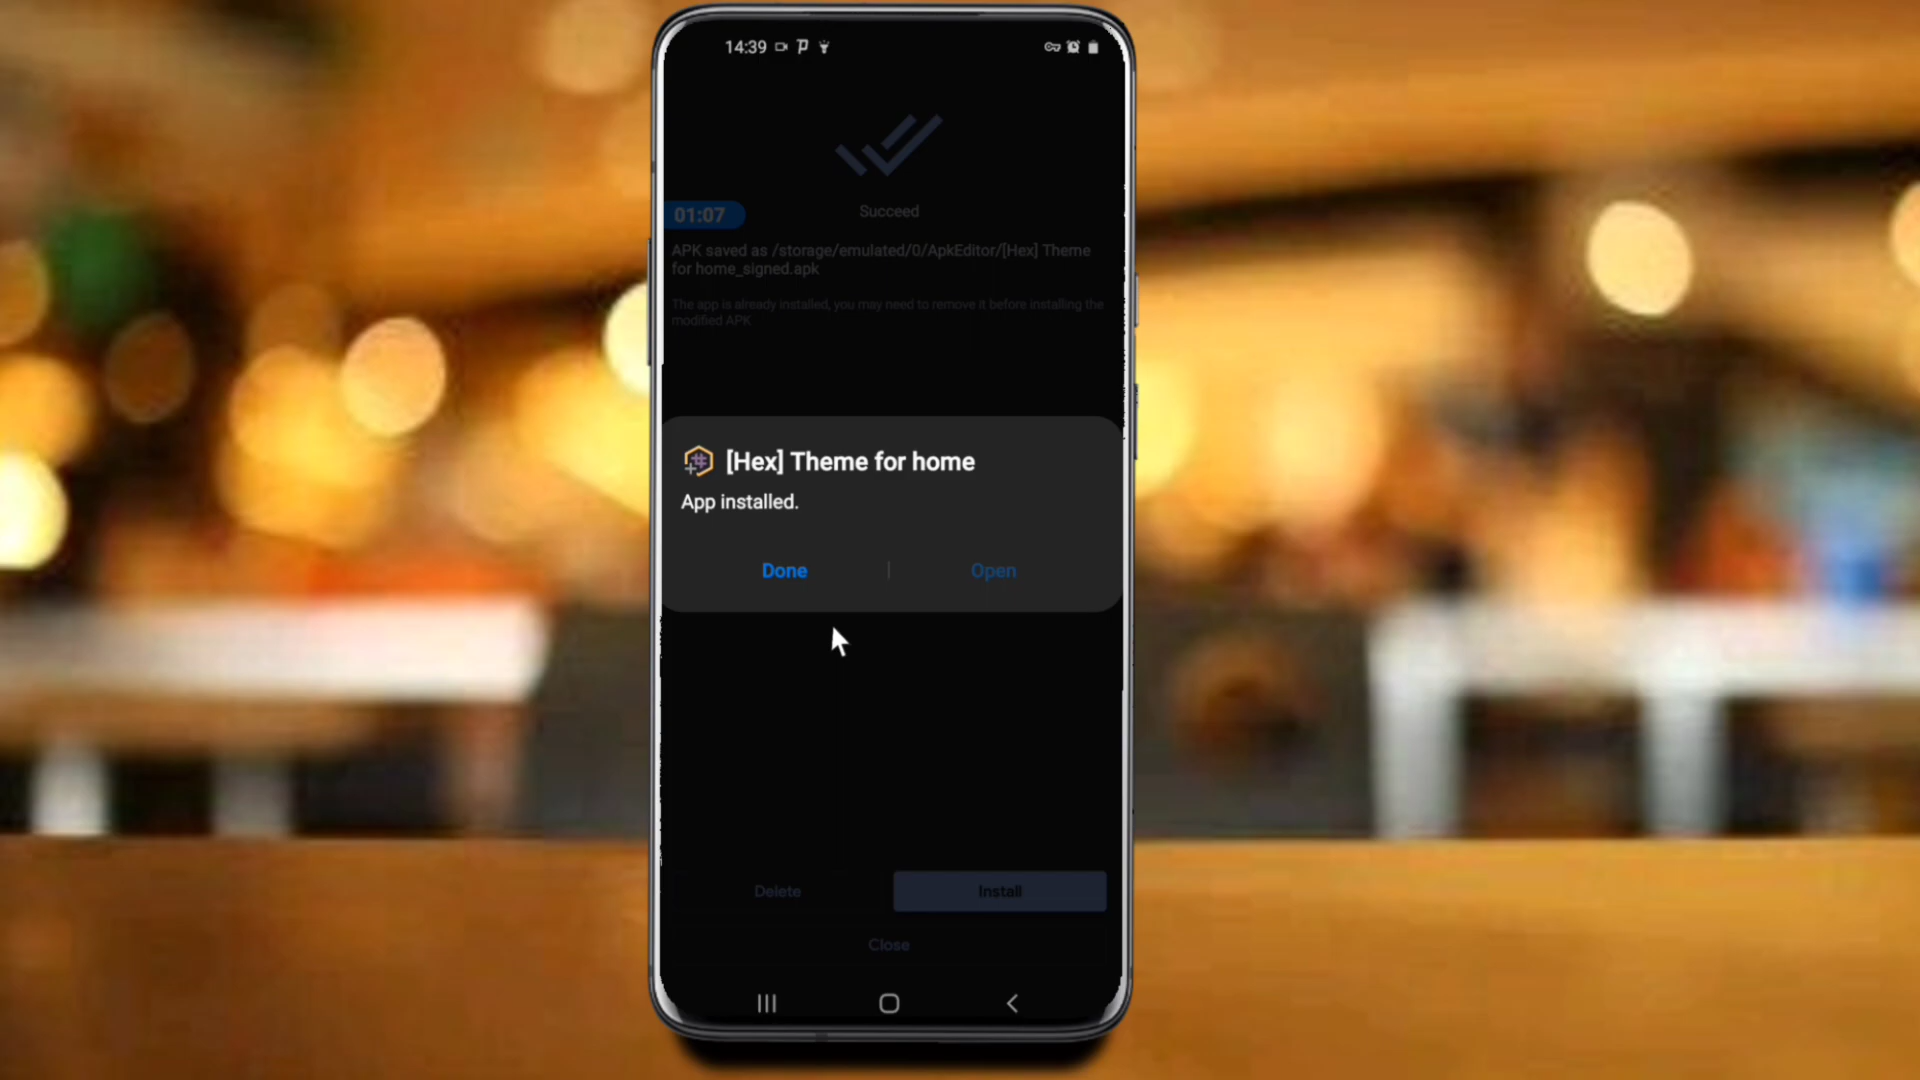 14:39
Succeed
01:07
APK saved as /storage/emulated/0/ApkEditor/[Hex] Theme
for home_signed.apk
The app is already installed, you may need to remove it before installing the
modified APK
[Hex] Theme for home
App installed.
Done | Open
Delete
Install
Close